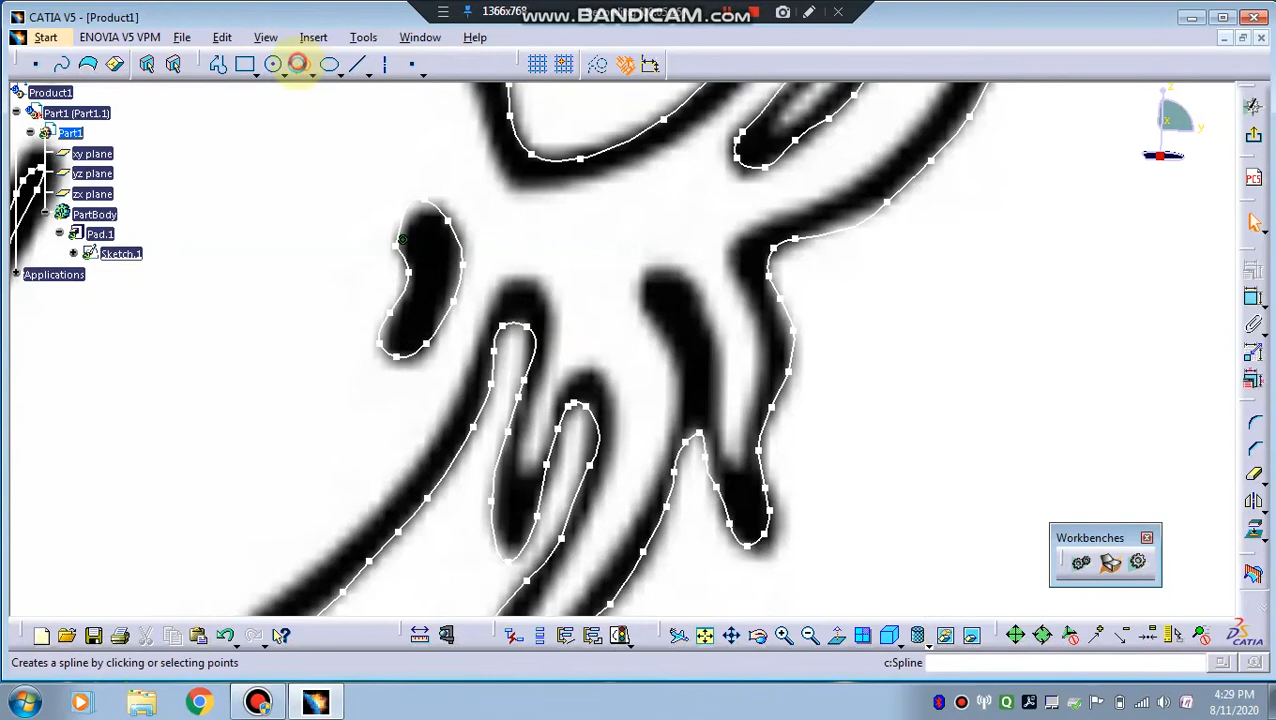 CATIA V5 - [Product1]
1366x768
www.BANDICAM.com
Start
ENOVIA V5 VPM
File
Edit
View
Insert
Tools
Window
Help
Product1
Part1 (Part1.1)
Part1
xy plane
yz plane
zx plane
PartBody
Pad.1
Sketch.1
Applications
z
x
y
PCS
Workbenches
CATIA
Creates a spline by clicking or selecting points
c:Spline
4:29 PM
8/11/2020